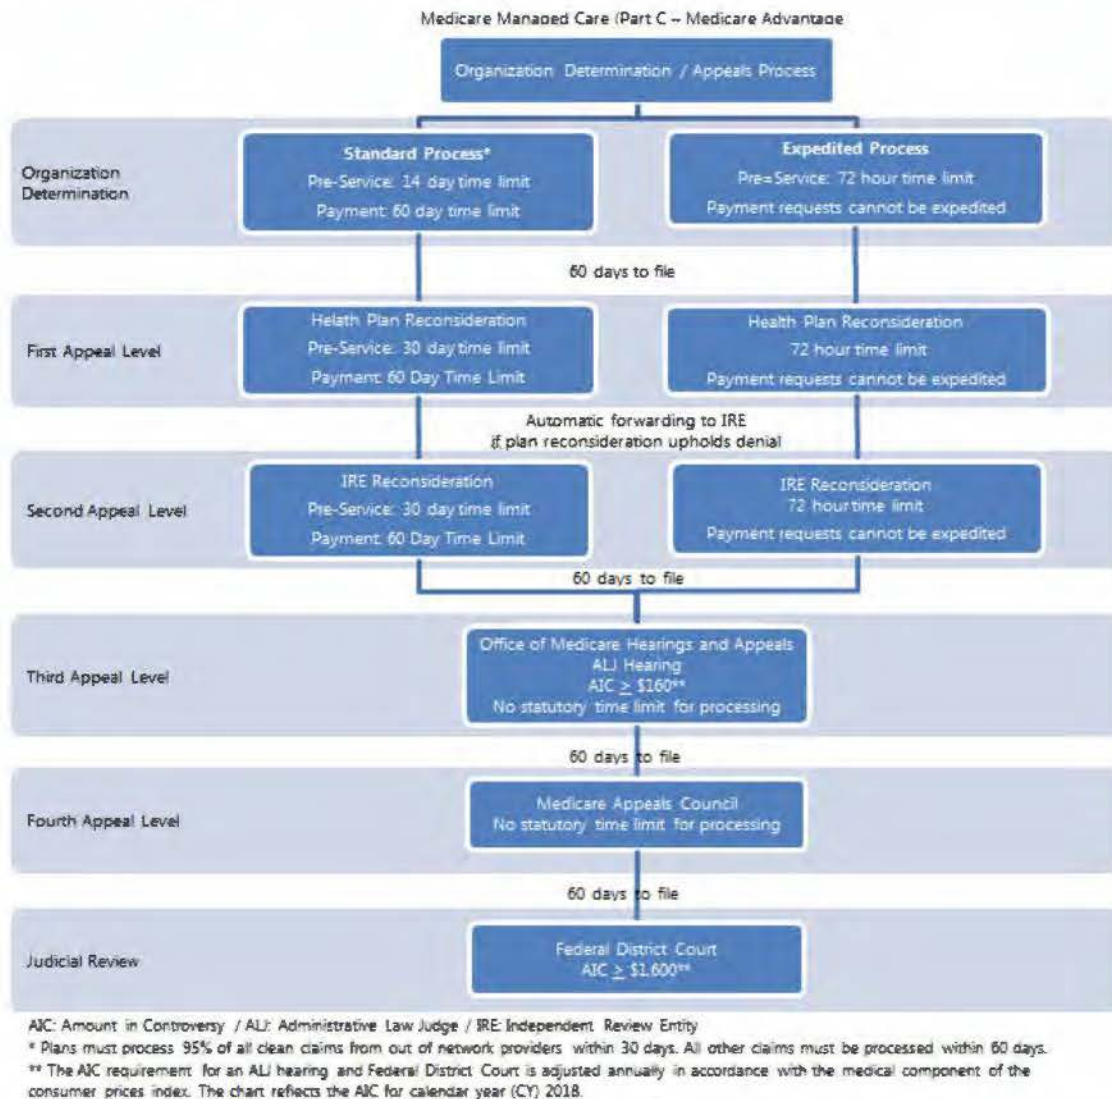 Medicare Managed Care (Part C – Medicare Advantage
Organization Determination / Appeals Process
Organization
Determination
Standard Process*
Pre-Service: 14 day time limit
Payment: 60 day time limit
Expedited Process
Pre=Service: 72 hour time limit
Payment requests cannot be expedited
60 days to file
First Appeal Level
Helath Plan Reconsideration
Pre-Service: 30 day time limit
Payment: 60 Day Time Limit
Health Plan Reconsideration
72 hour time limit
Payment requests cannot be expedited
Automatic forwarding to IRE
if plan reconsideration upholds denial
Second Appeal Level
IRE Reconsideration
Pre-Service: 30 day time limit
Payment: 60 Day Time Limit
IRE Reconsideration
72 hour time limit
Payment requests cannot be expedited
60 days to file
Third Appeal Level
Office of Medicare Hearings and Appeals
ALJ Hearing
AIC ≥ $160**
No statutory time limit for processing
60 days to file
Fourth Appeal Level
Medicare Appeals Council
No statutory time limit for processing
60 days to file
Judicial Review
Federal District Court
AIC ≥ $1,600**
AIC: Amount in Controversy / ALJ: Administrative Law Judge / IRE: Independent Review Entity
* Plans must process 95% of all clean claims from out of network providers within 30 days. All other claims must be processed within 60 days.
** The AIC requirement for an ALJ hearing and Federal District Court is adjusted annually in accordance with the medical component of the
consumer prices index. The chart reflects the AIC for calendar year (CY) 2018.